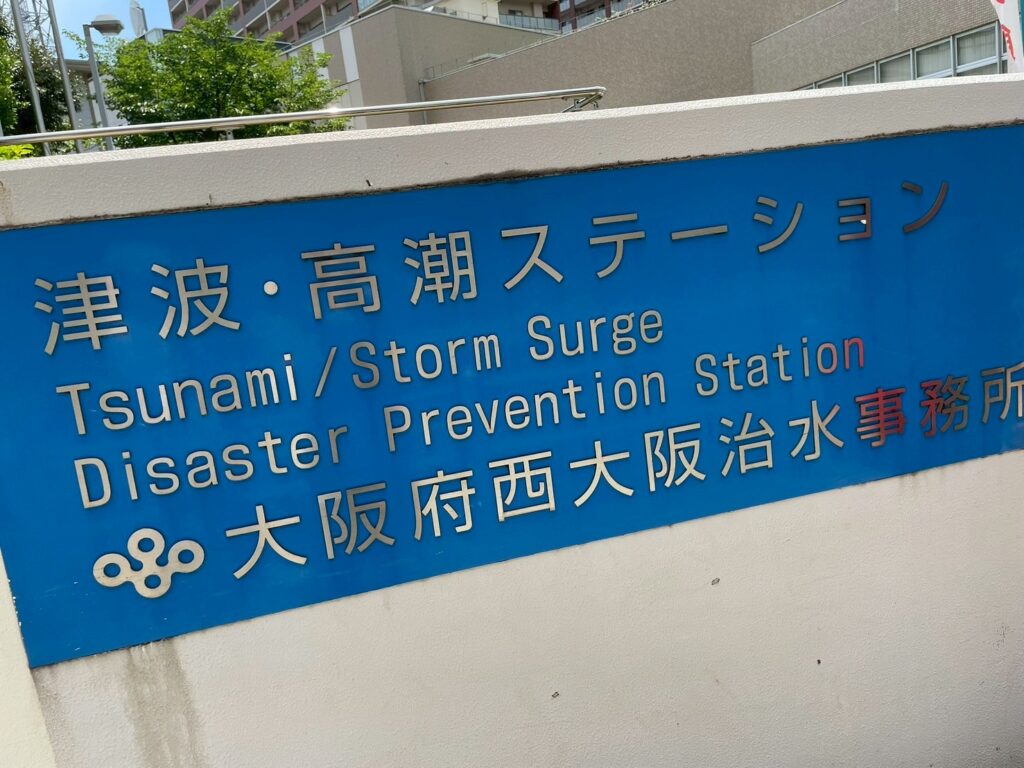 津波・高潮ステーション
Tsunami/Storm Surge
Disaster Prevention Station
大阪府西大阪治水事務所